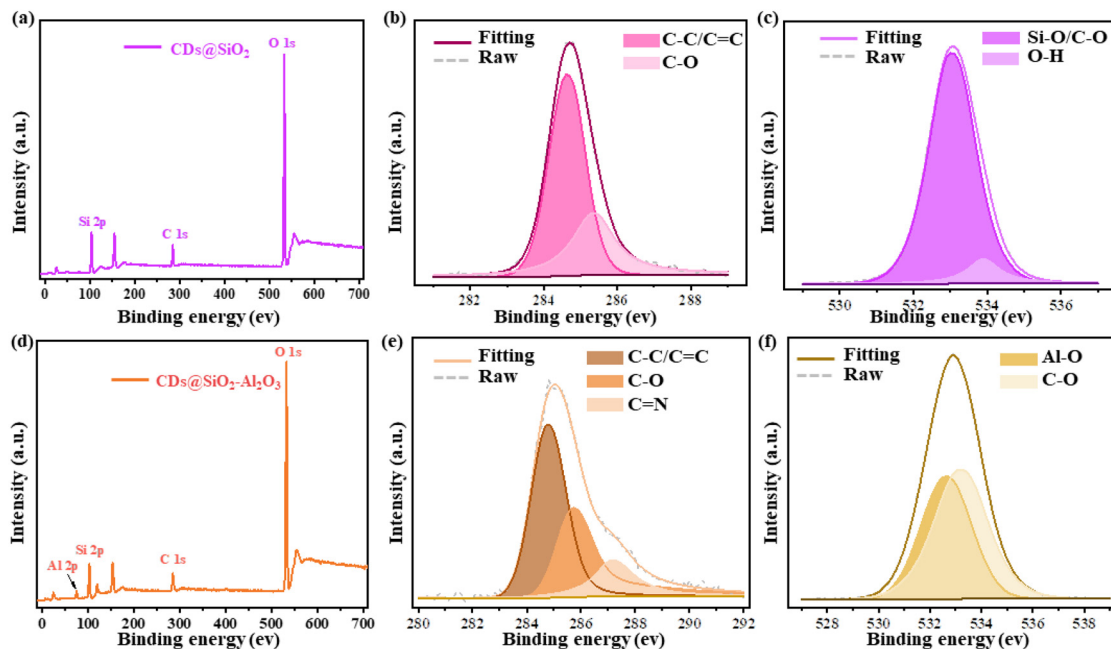 (a)
CDs@SiO₂
O 1s
Si 2p
C 1s
Intensity (a.u.)
0 100 200 300 400 500 600 700
Binding energy (ev)
(b)
Fitting
Raw
C-C/C=C
C-O
Intensity (a.u.)
282 284 286 288
Binding energy (ev)
(c)
Fitting
Raw
Si-O/C-O
O-H
Intensity (a.u.)
530 532 534 536
Binding energy (ev)
(d)
CDs@SiO₂-Al₂O₃
O 1s
Si 2p
Al 2p
C 1s
Intensity (a.u.)
0 100 200 300 400 500 600 700
Binding energy (ev)
(e)
Fitting
Raw
C-C/C=C
C-O
C=N
Intensity (a.u.)
280 282 284 286 288 290 292
Binding energy (ev)
(f)
Fitting
Raw
Al-O
C-O
Intensity (a.u.)
528 530 532 534 536 538
Binding energy (ev)